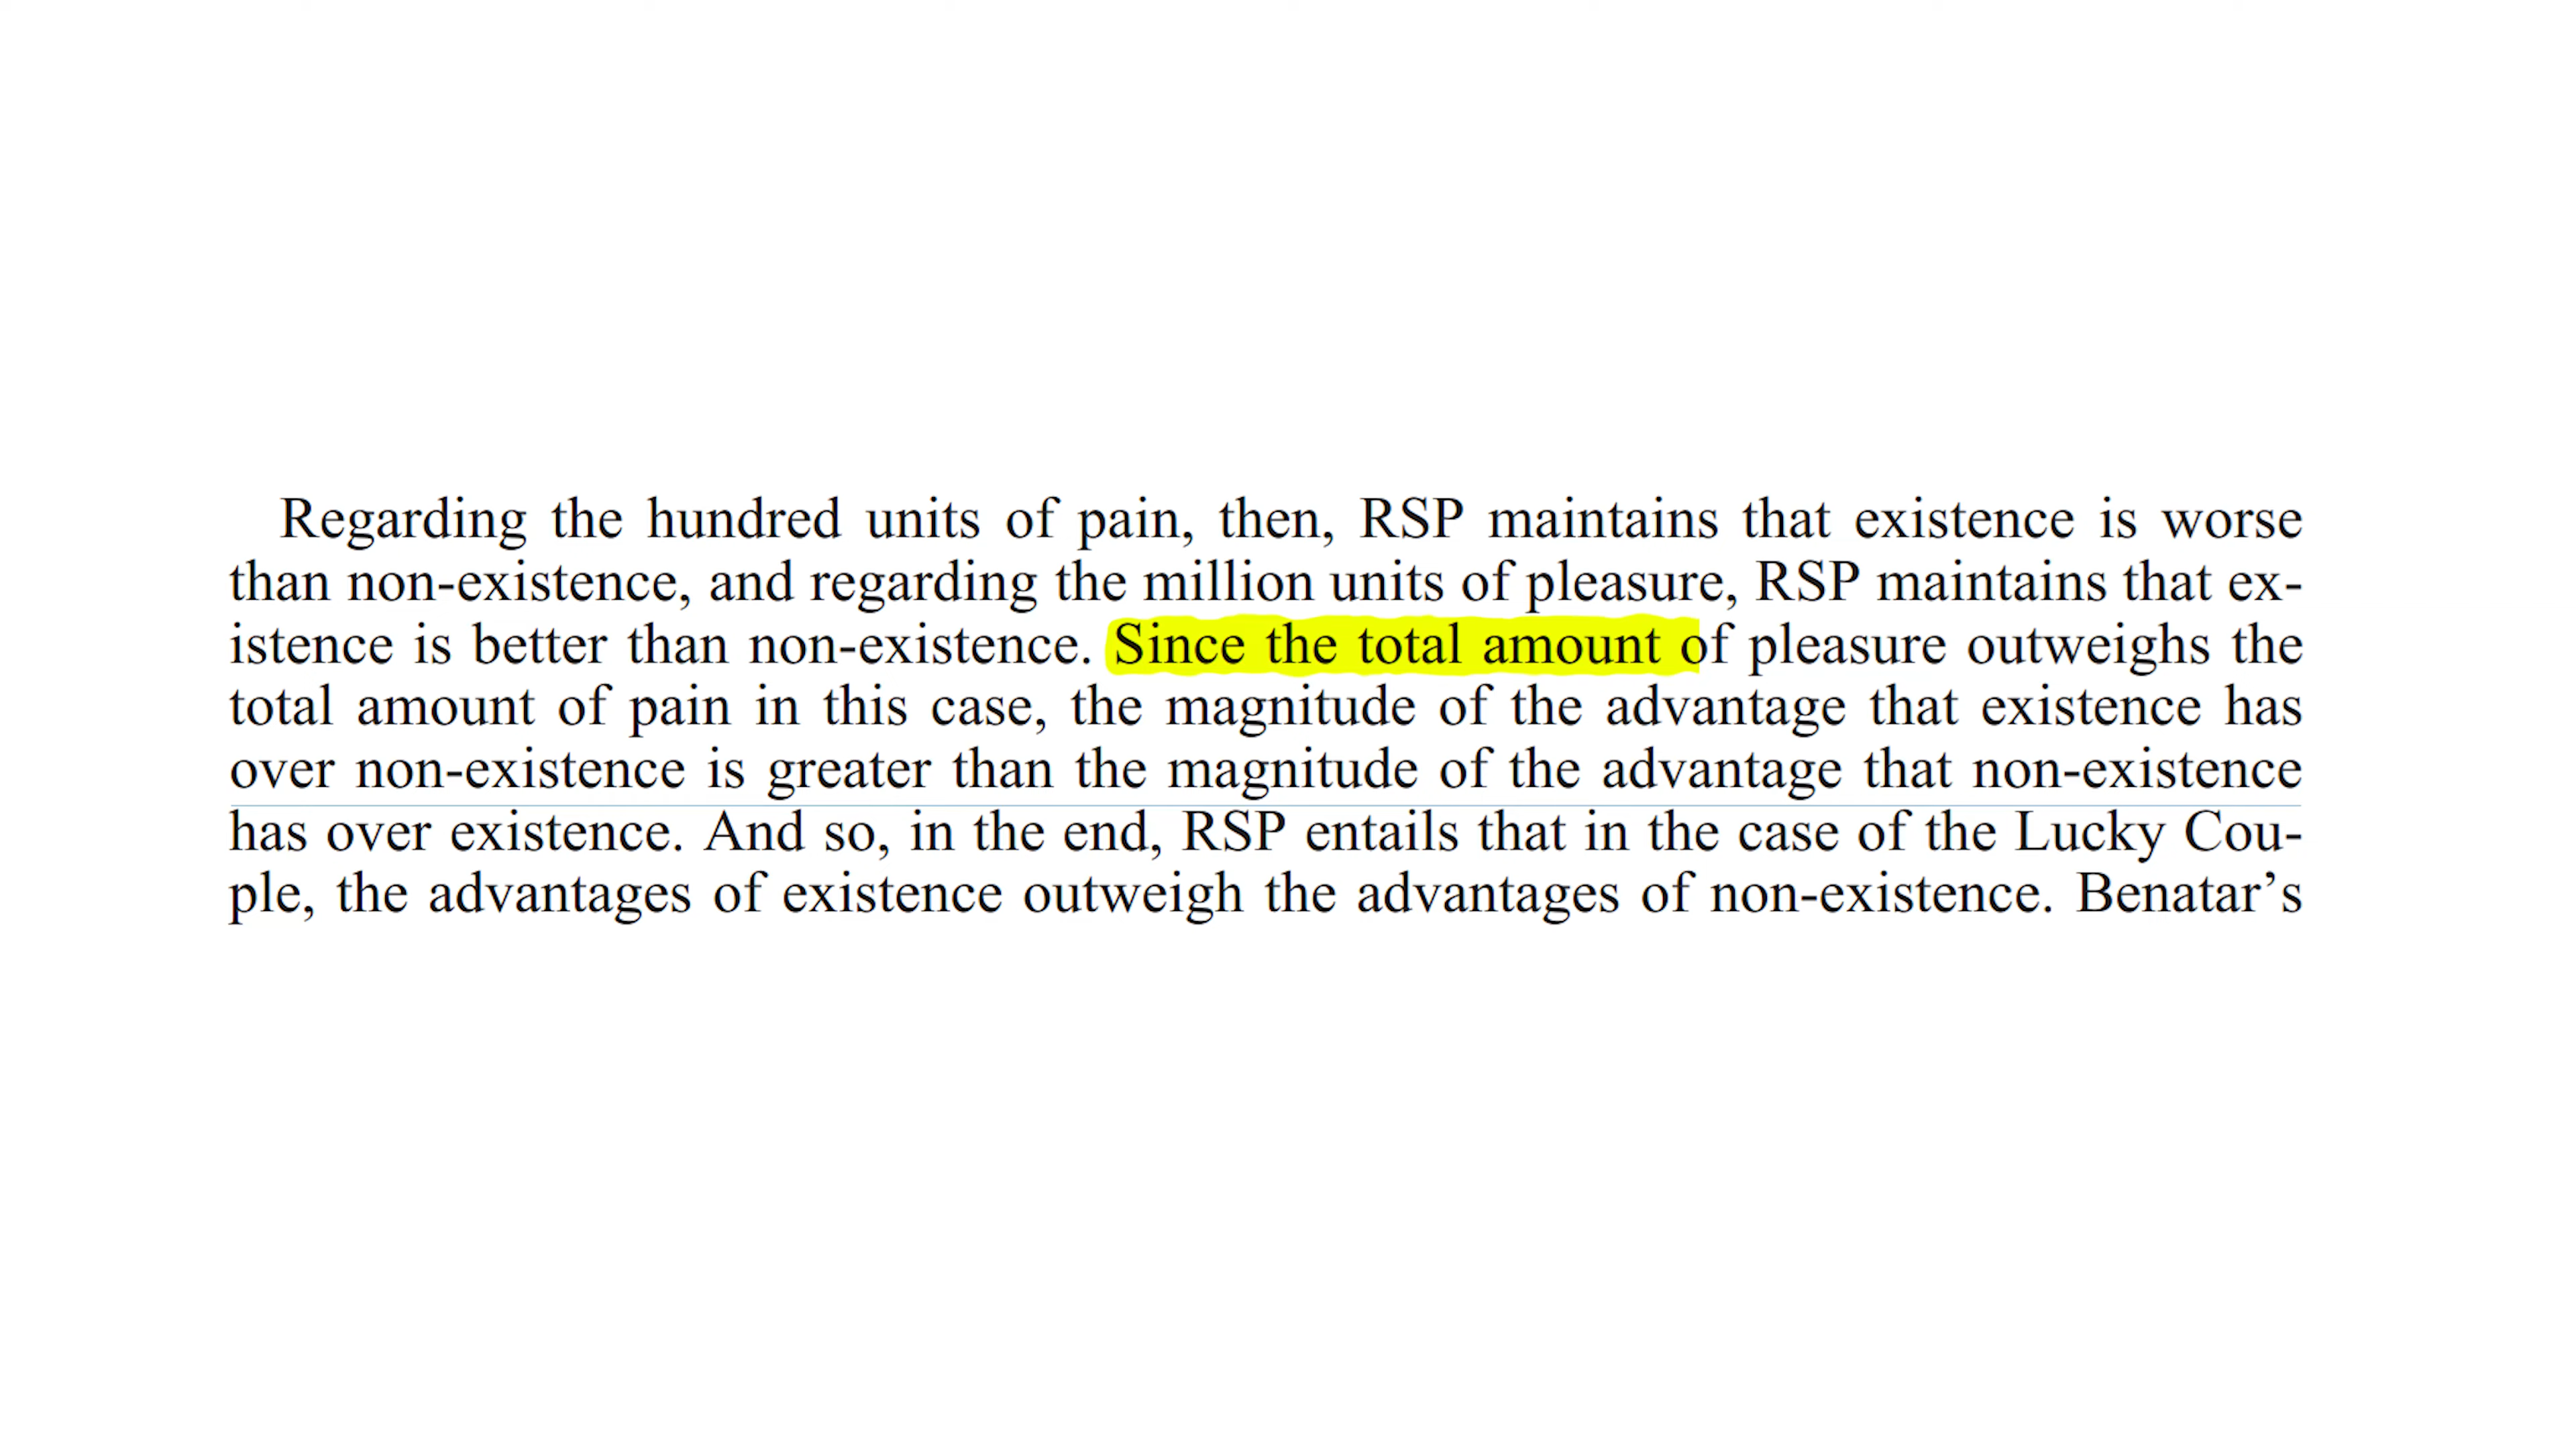 Regarding the hundred units of pain, then, RSP maintains that existence is worse
than non-existence, and regarding the million units of pleasure, RSP maintains that ex-
istence is better than non-existence. Since the total amount of pleasure outweighs the
total amount of pain in this case, the magnitude of the advantage that existence has
over non-existence is greater than the magnitude of the advantage that non-existence
has over existence. And so, in the end, RSP entails that in the case of the Lucky Cou-
ple, the advantages of existence outweigh the advantages of non-existence. Benatar’s